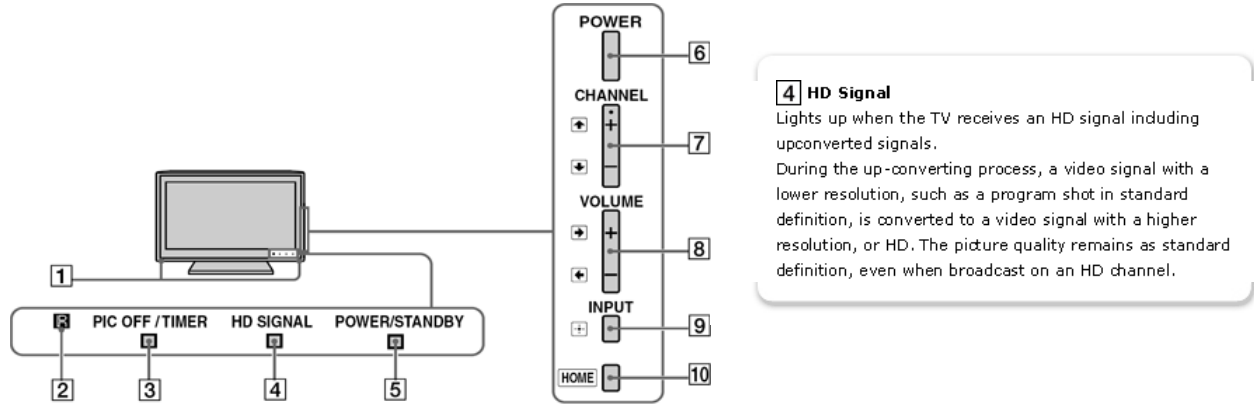 POWER
6
CHANNEL
+
7
−
VOLUME
+
8
−
INPUT
9
HOME
10
1
R PIC OFF / TIMER HD SIGNAL POWER/STANDBY
2 3 4 5
4 HD Signal
Lights up when the TV receives an HD signal including
upconverted signals.
During the up-converting process, a video signal with a
lower resolution, such as a program shot in standard
definition, is converted to a video signal with a higher
resolution, or HD. The picture quality remains as standard
definition, even when broadcast on an HD channel.